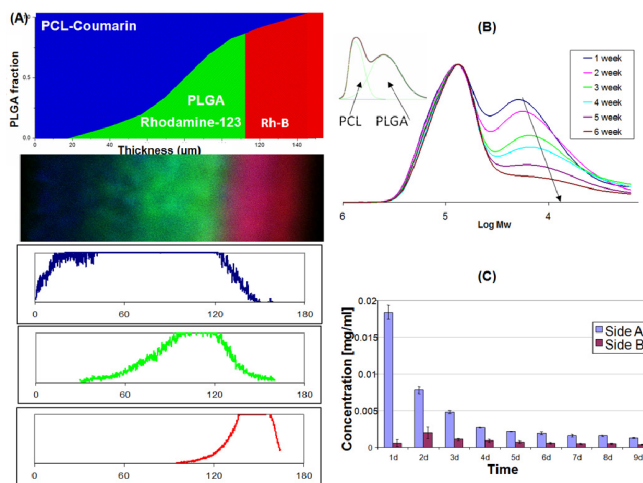 (A)
PCL-Coumarin
PLGA
Rhodamine-123
Rh-B
PLGA fraction
0.5
0
20
40
60
80
100
120
140
Thickness (um)
0
60
120
180
0
60
120
180
0
60
120
180
(B)
PCL
PLGA
1 week
2 week
3 week
4 week
5 week
6 week
6
5
4
Log Mw
(C)
Concentration [mg/ml]
0.02
0.015
0.01
0.005
0
Side A
Side B
1d
2d
3d
4d
5d
6d
7d
8d
9d
Time